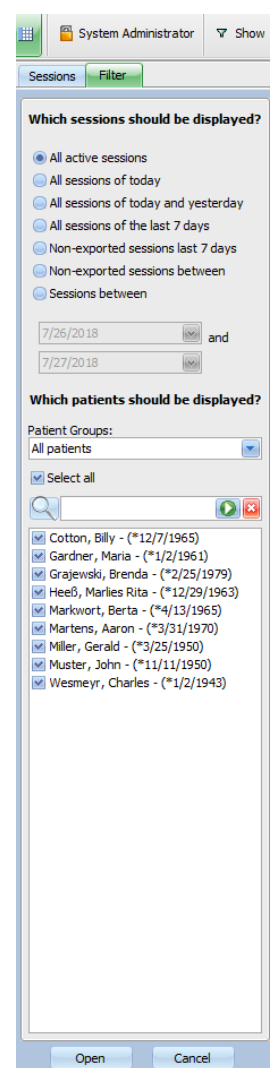 System Administrator Show
Sessions Filter
Which sessions should be displayed?
All active sessions
All sessions of today
All sessions of today and yesterday
All sessions of the last 7 days
Non-exported sessions last 7 days
Non-exported sessions between
Sessions between
7/26/2018 and
7/27/2018
Which patients should be displayed?
Patient Groups:
All patients
Select all
Cotton, Billy - (*12/7/1965)
Gardner, Maria - (*1/2/1961)
Grajewski, Brenda - (*2/25/1979)
Heeß, Marlies Rita - (*12/29/1963)
Markwort, Berta - (*4/13/1965)
Martens, Aaron - (*3/31/1970)
Miller, Gerald - (*3/25/1950)
Muster, John - (*11/11/1950)
Wesmeyr, Charles - (*1/2/1943)
Open Cancel